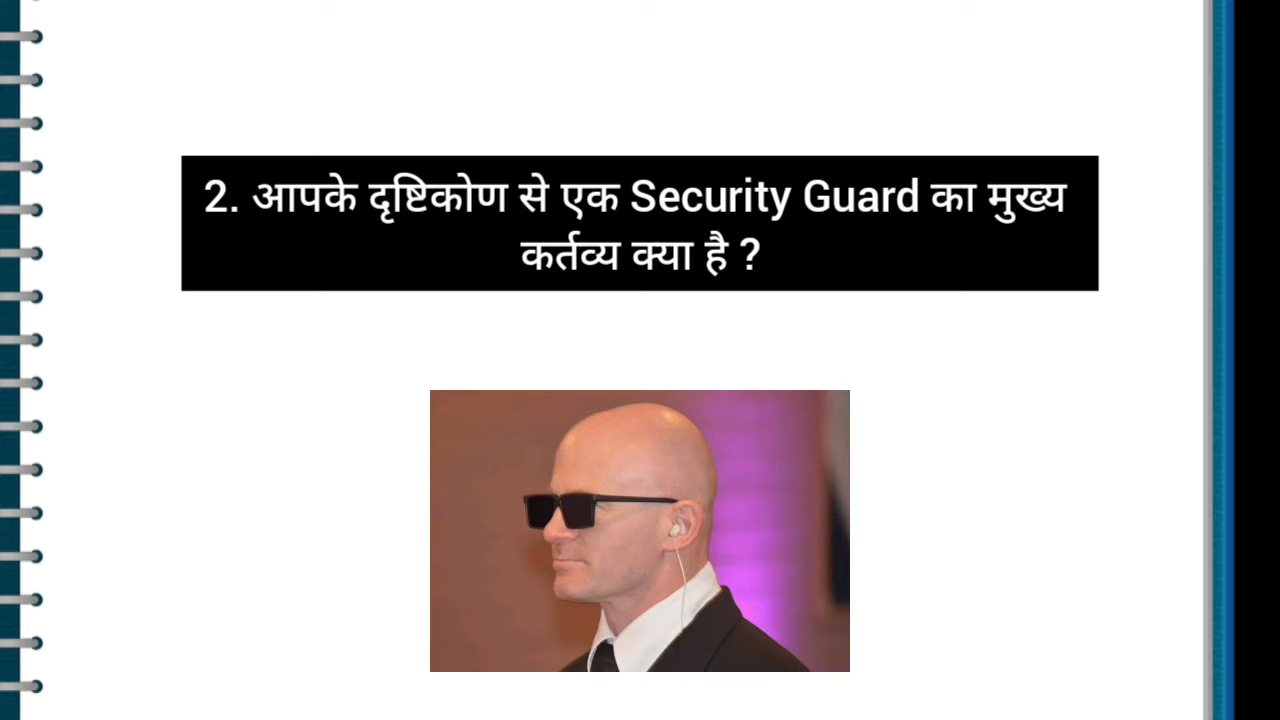 2. आपके दृष्टिकोण से एक Security Guard का मुख्य
कर्तव्य क्या है ?